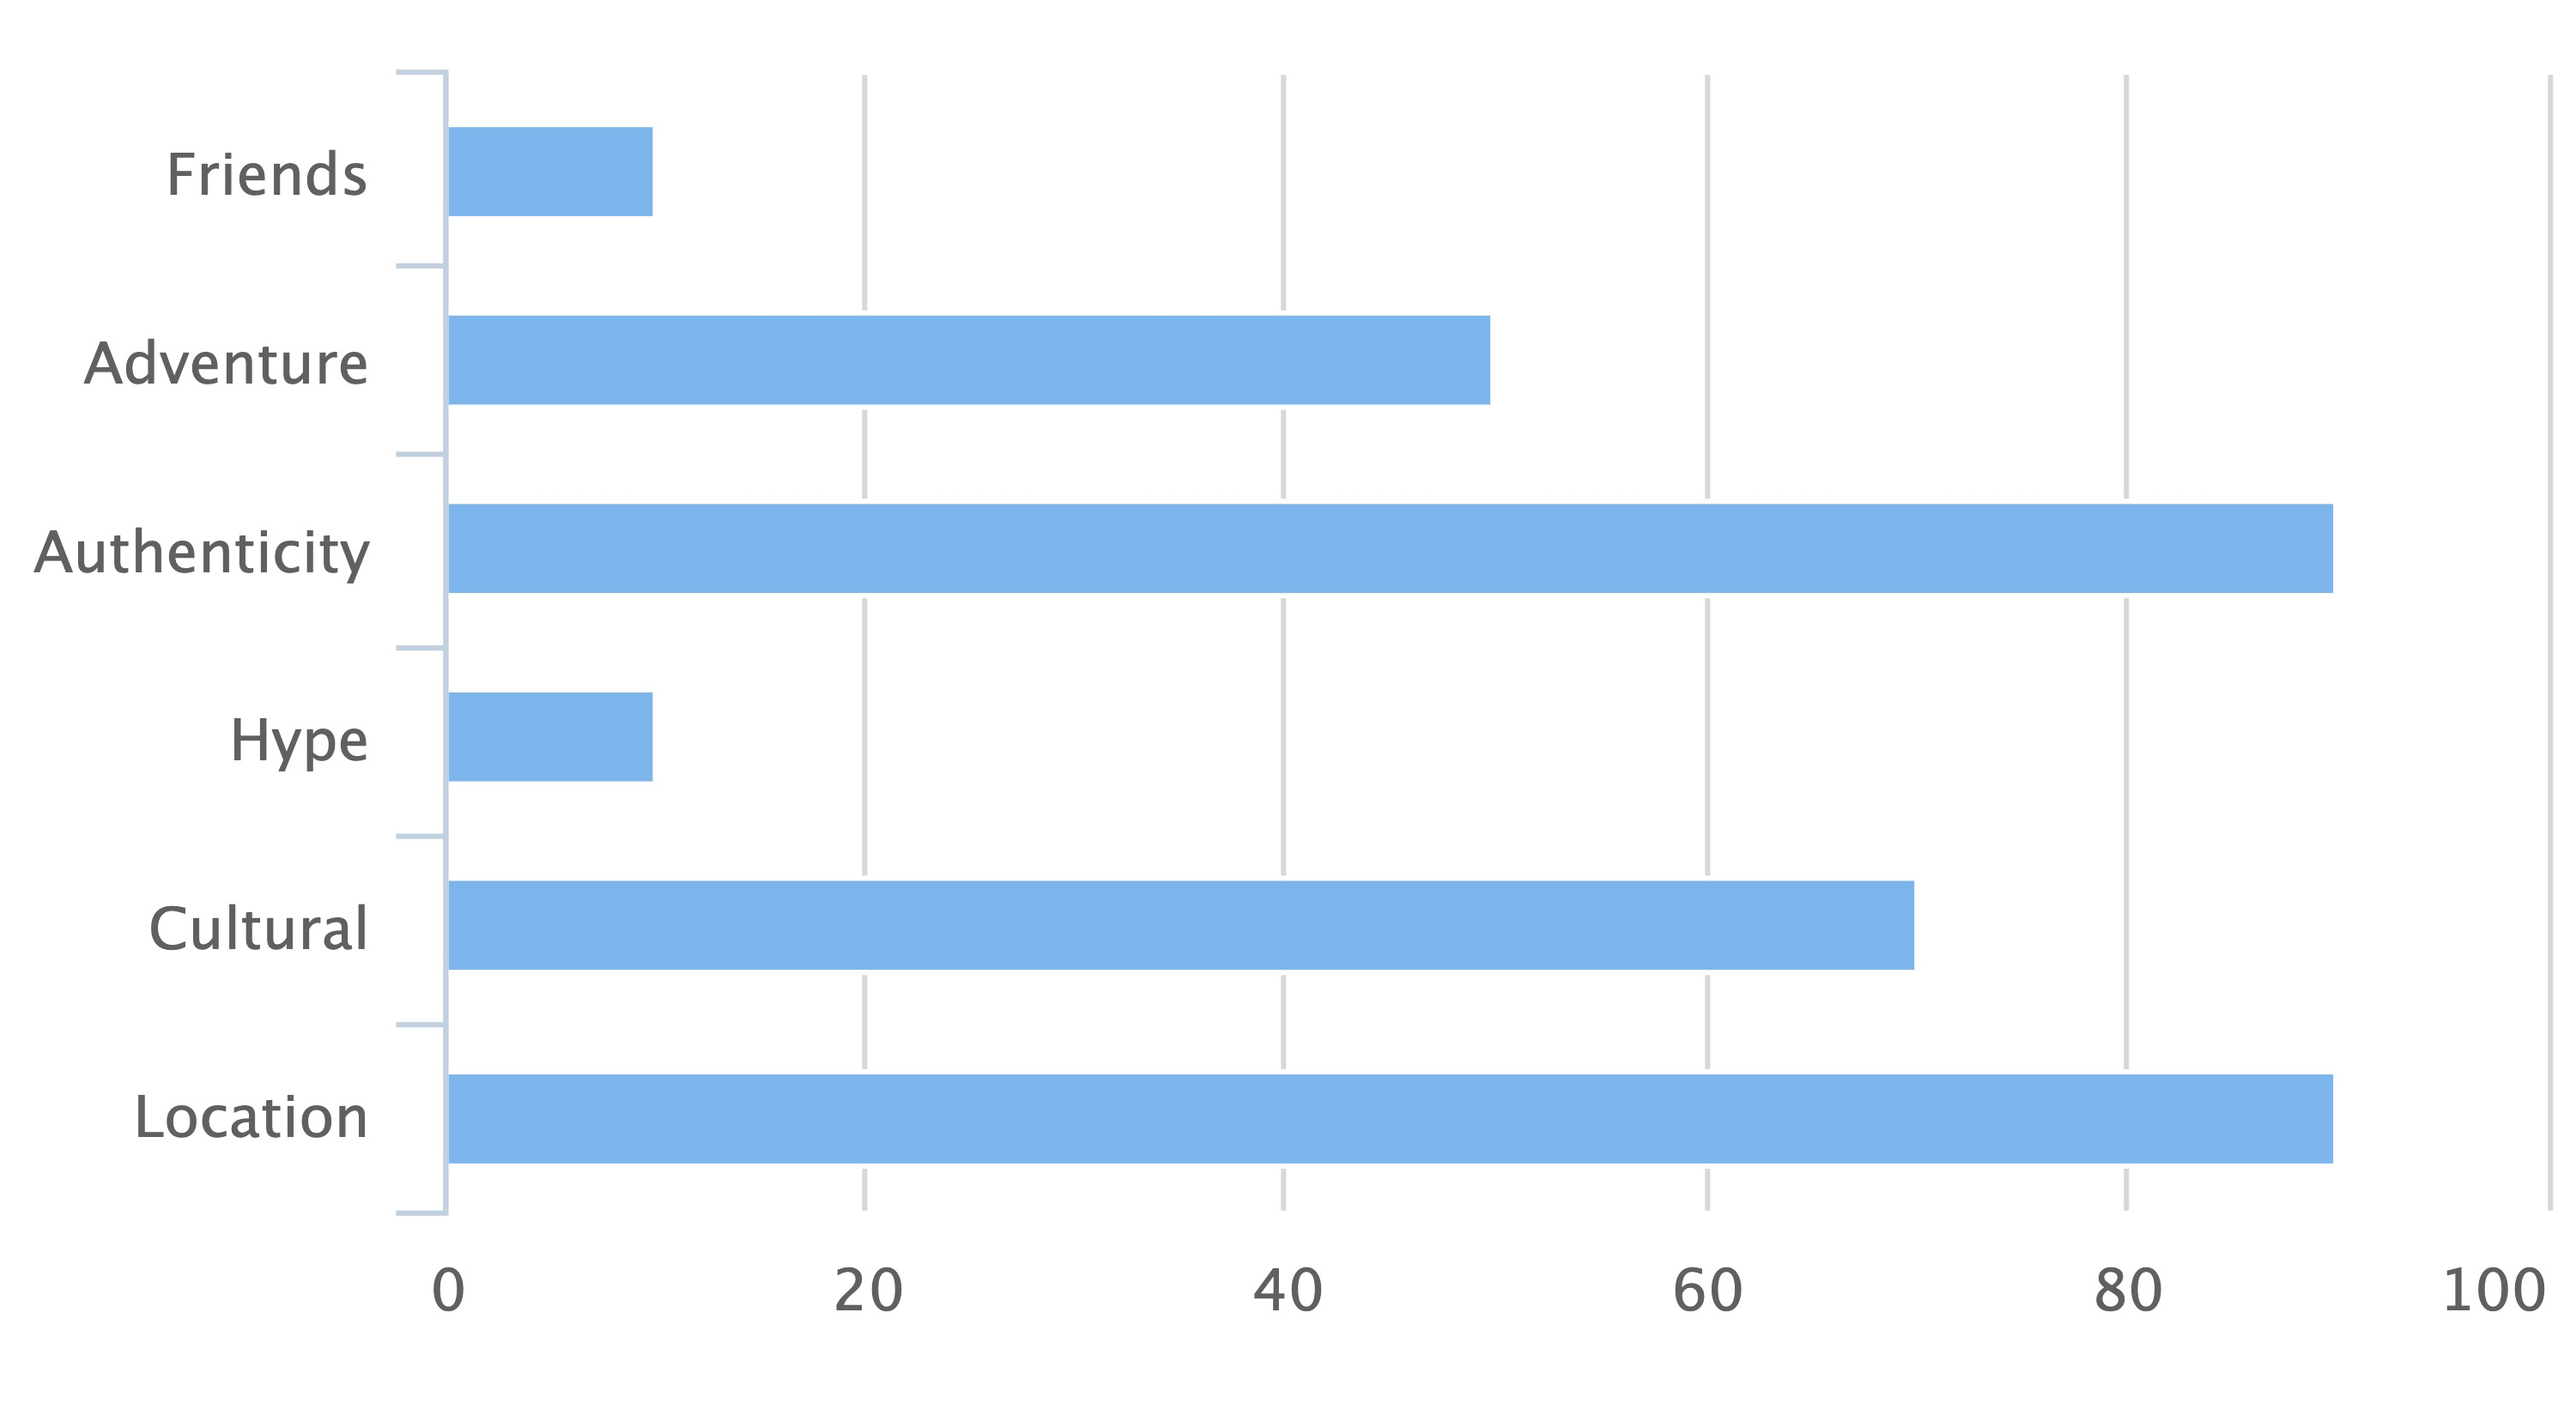 Friends
Adventure
Authenticity
Hype
Cultural
Location
0 20 40 60 80 100